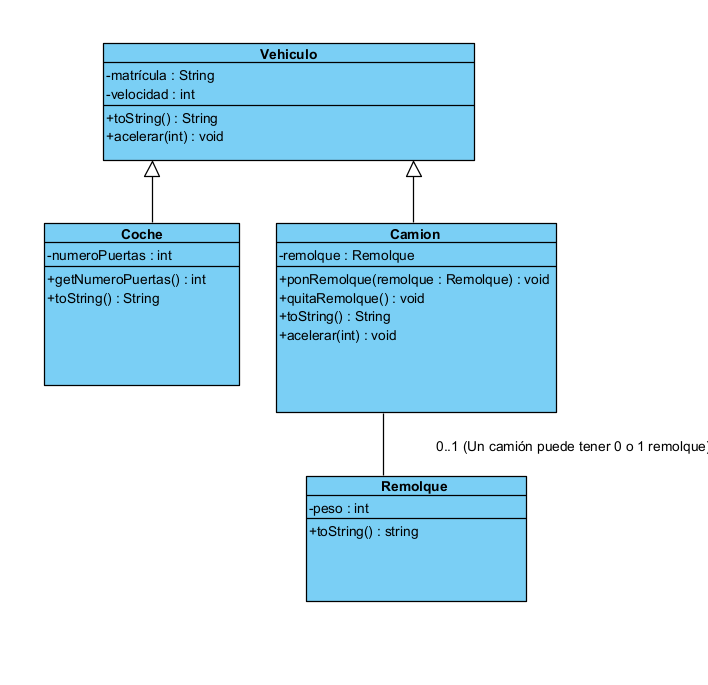 Vehiculo
-matrícula : String
-velocidad : int
+toString() : String
+acelerar(int) : void
Coche
-numeroPuertas : int
+getNumeroPuertas() : int
+toString() : String
Camion
-remolque : Remolque
+ponRemolque(remolque : Remolque) : void
+quitaRemolque() : void
+toString() : String
+acelerar(int) : void
0..1 (Un camión puede tener 0 o 1 remolque)
Remolque
-peso : int
+toString() : string